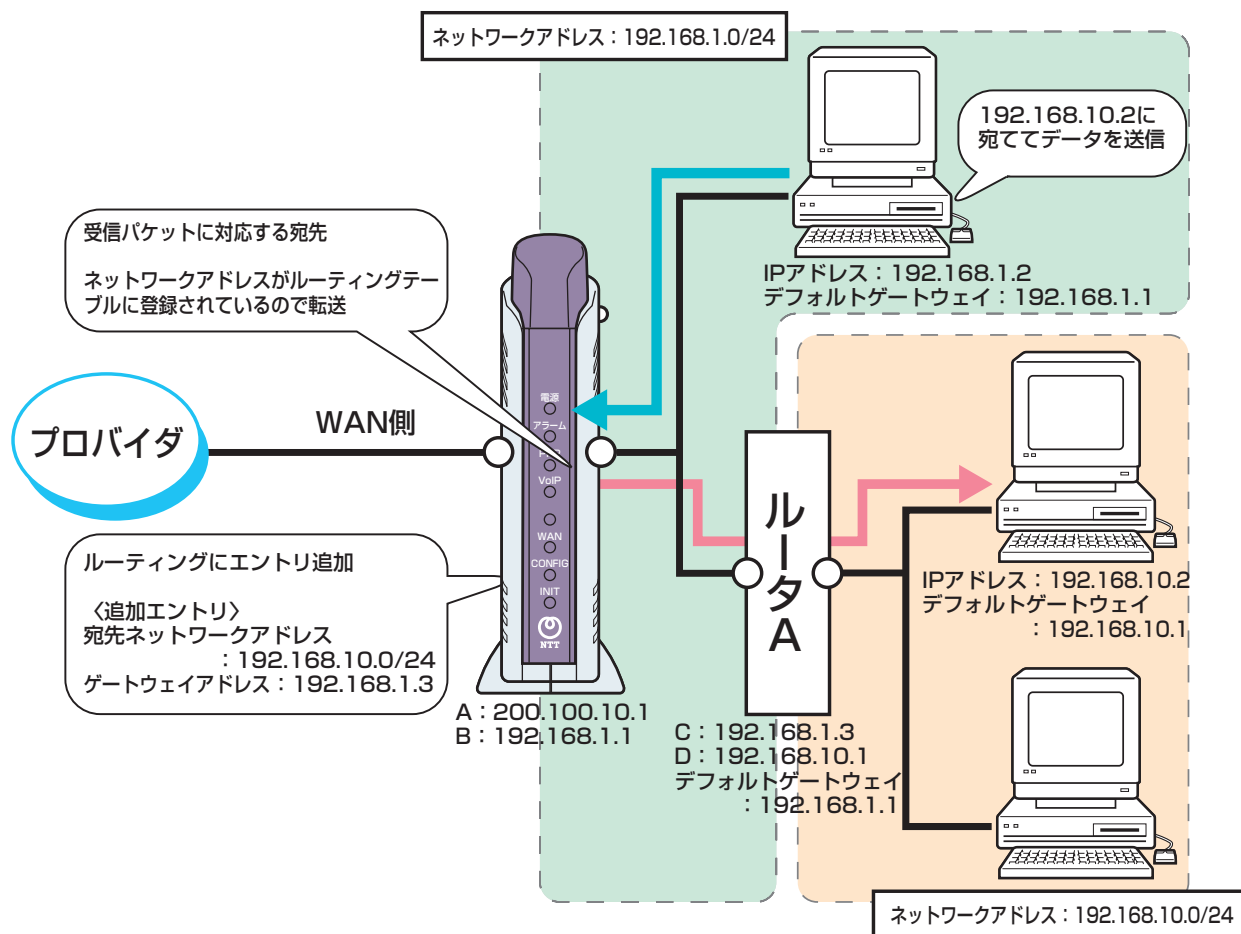 ネットワークアドレス：192.168.1.0/24
192.168.10.2に
宛ててデータを送信
受信パケットに対応する宛先
ネットワークアドレスがルーティングテー
ブルに登録されているので転送
IPアドレス：192.168.1.2
デフォルトゲートウェイ：192.168.1.1
プロバイダ
WAN側
電源
アラーム
VoIP
WAN
CONFIG
INIT
NTT
ルータA
ルーティングにエントリ追加
〈追加エントリ〉
宛先ネットワークアドレス
：192.168.10.0/24
ゲートウェイアドレス：192.168.1.3
A：200.100.10.1
B：192.168.1.1
C：192.168.1.3
D：192.168.10.1
デフォルトゲートウェイ
：192.168.1.1
IPアドレス：192.168.10.2
デフォルトゲートウェイ
：192.168.10.1
ネットワークアドレス：192.168.10.0/24